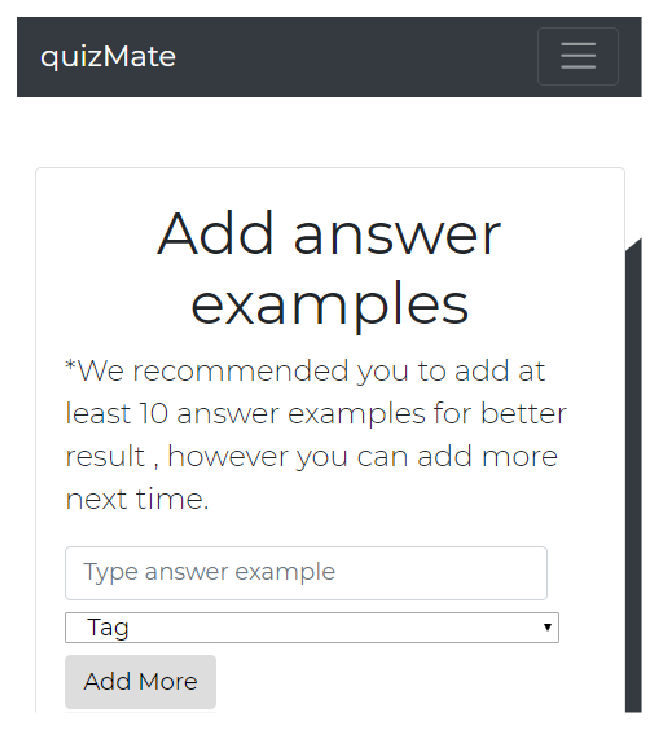 quizMate
Add answer
examples
*We recommended you to add at
least 10 answer examples for better
result , however you can add more
next time.
Type answer example
Tag
Add More